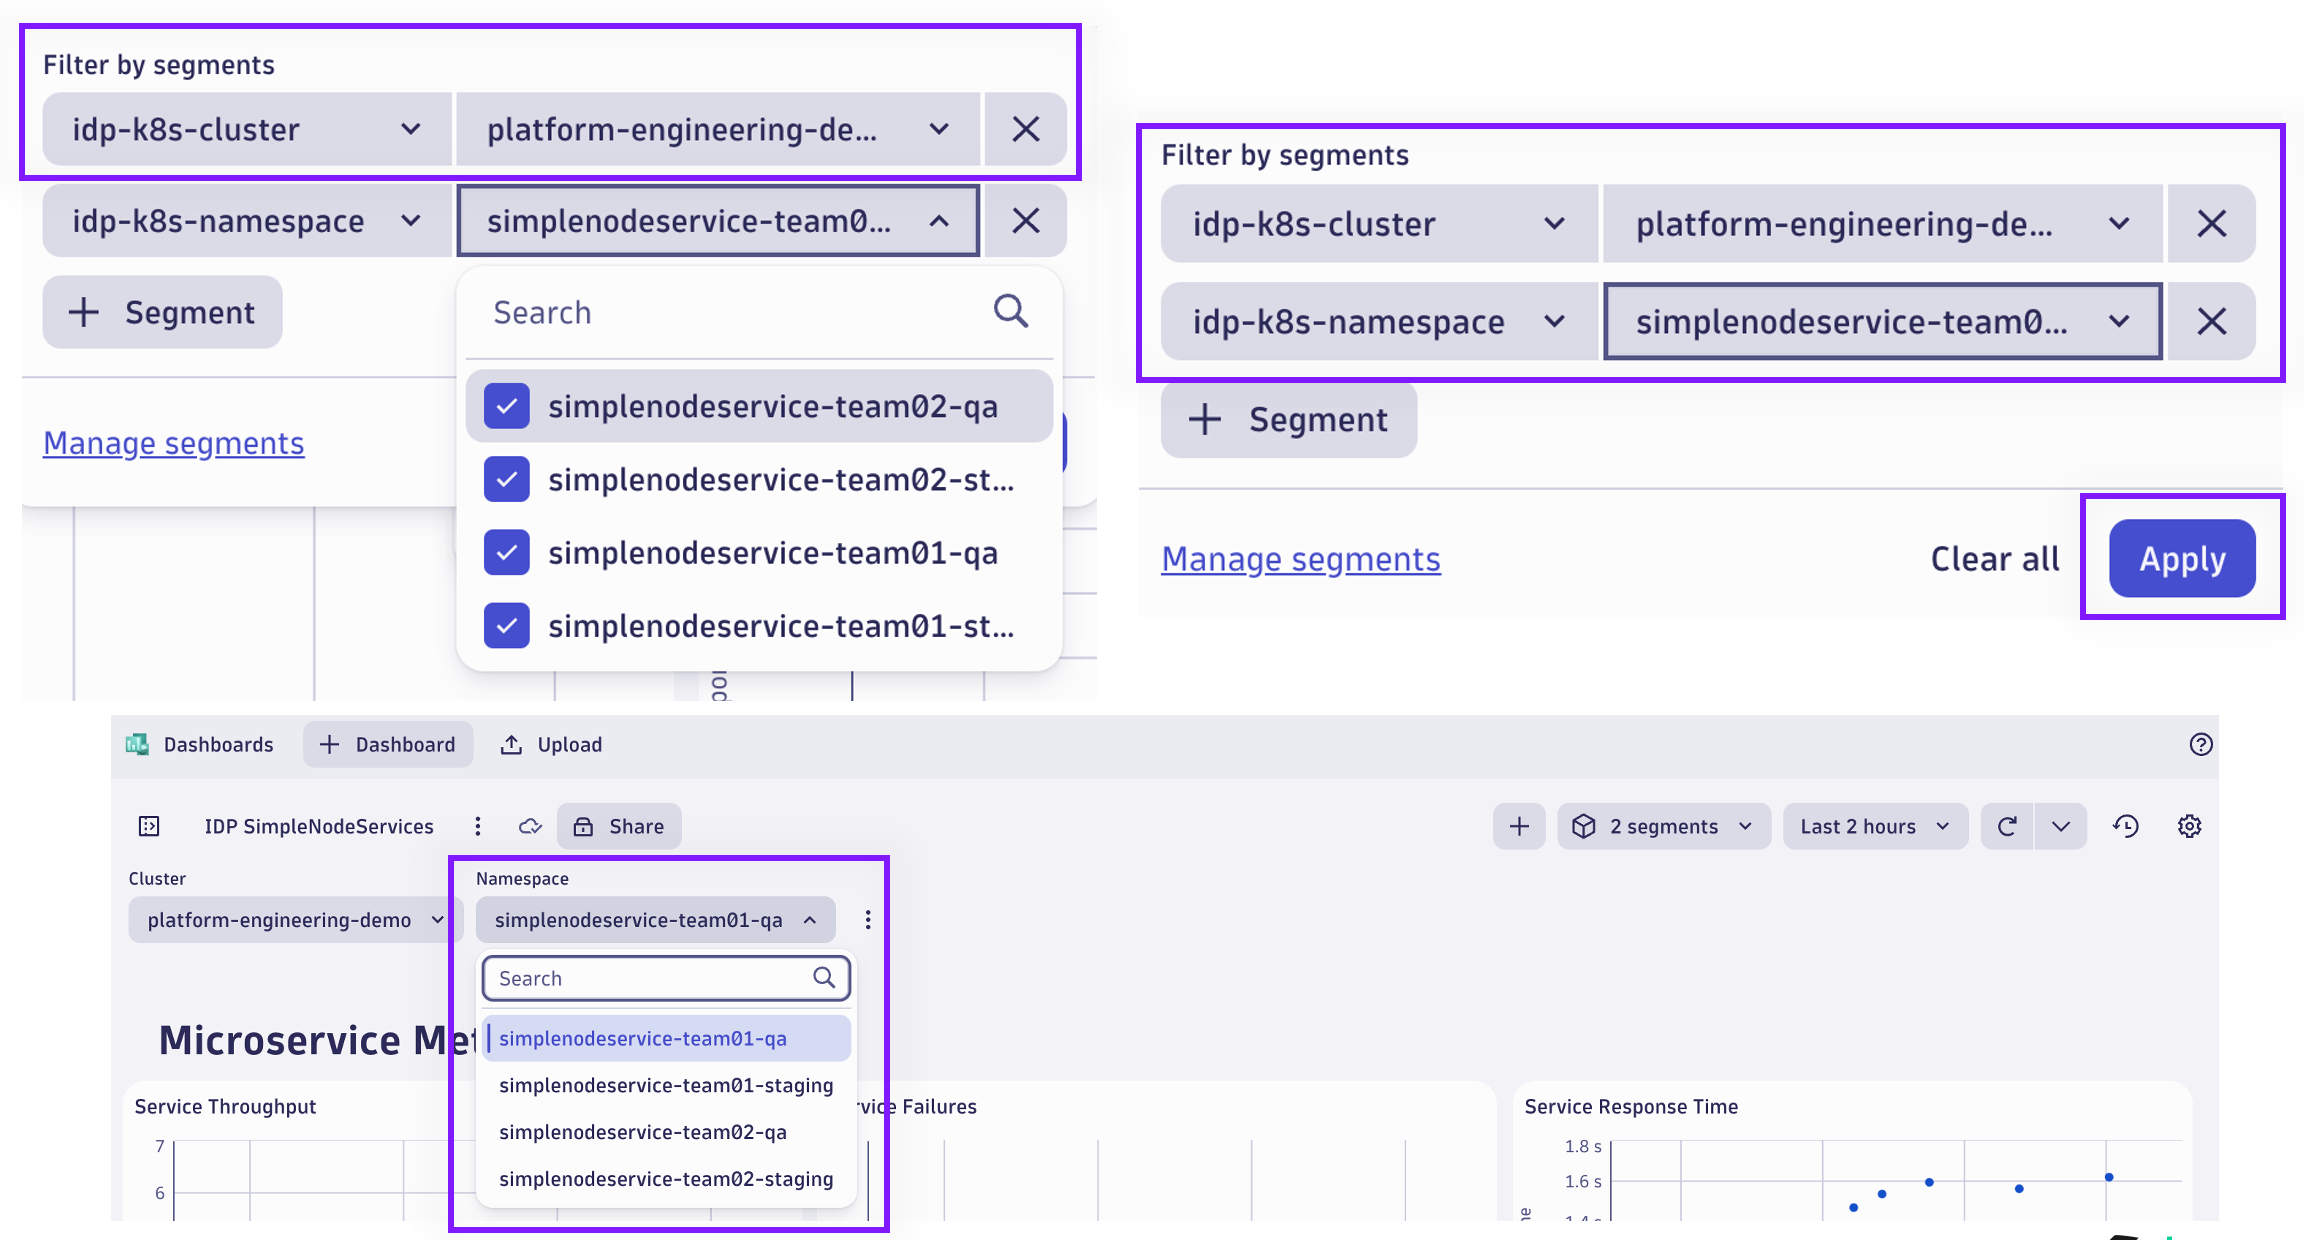 Filter by segments
idp-k8s-cluster platform-engineering-de...
idp-k8s-namespace simplenodeservice-team0...
+ Segment
Search
simplenodeservice-team02-qa
simplenodeservice-team02-st...
simplenodeservice-team01-qa
simplenodeservice-team01-st...
Manage segments
Filter by segments
idp-k8s-cluster platform-engineering-de...
idp-k8s-namespace simplenodeservice-team0...
+ Segment
Manage segments Clear all Apply
Dashboards + Dashboard Upload
IDP SimpleNodeServices Share 2 segments Last 2 hours
Cluster Namespace
platform-engineering-demo simplenodeservice-team01-qa
Search
simplenodeservice-team01-qa
simplenodeservice-team01-staging
simplenodeservice-team02-qa
simplenodeservice-team02-staging
Microservice Met
Service Throughput
7
6
vice Failures
Service Response Time
1.8 s
1.6 s